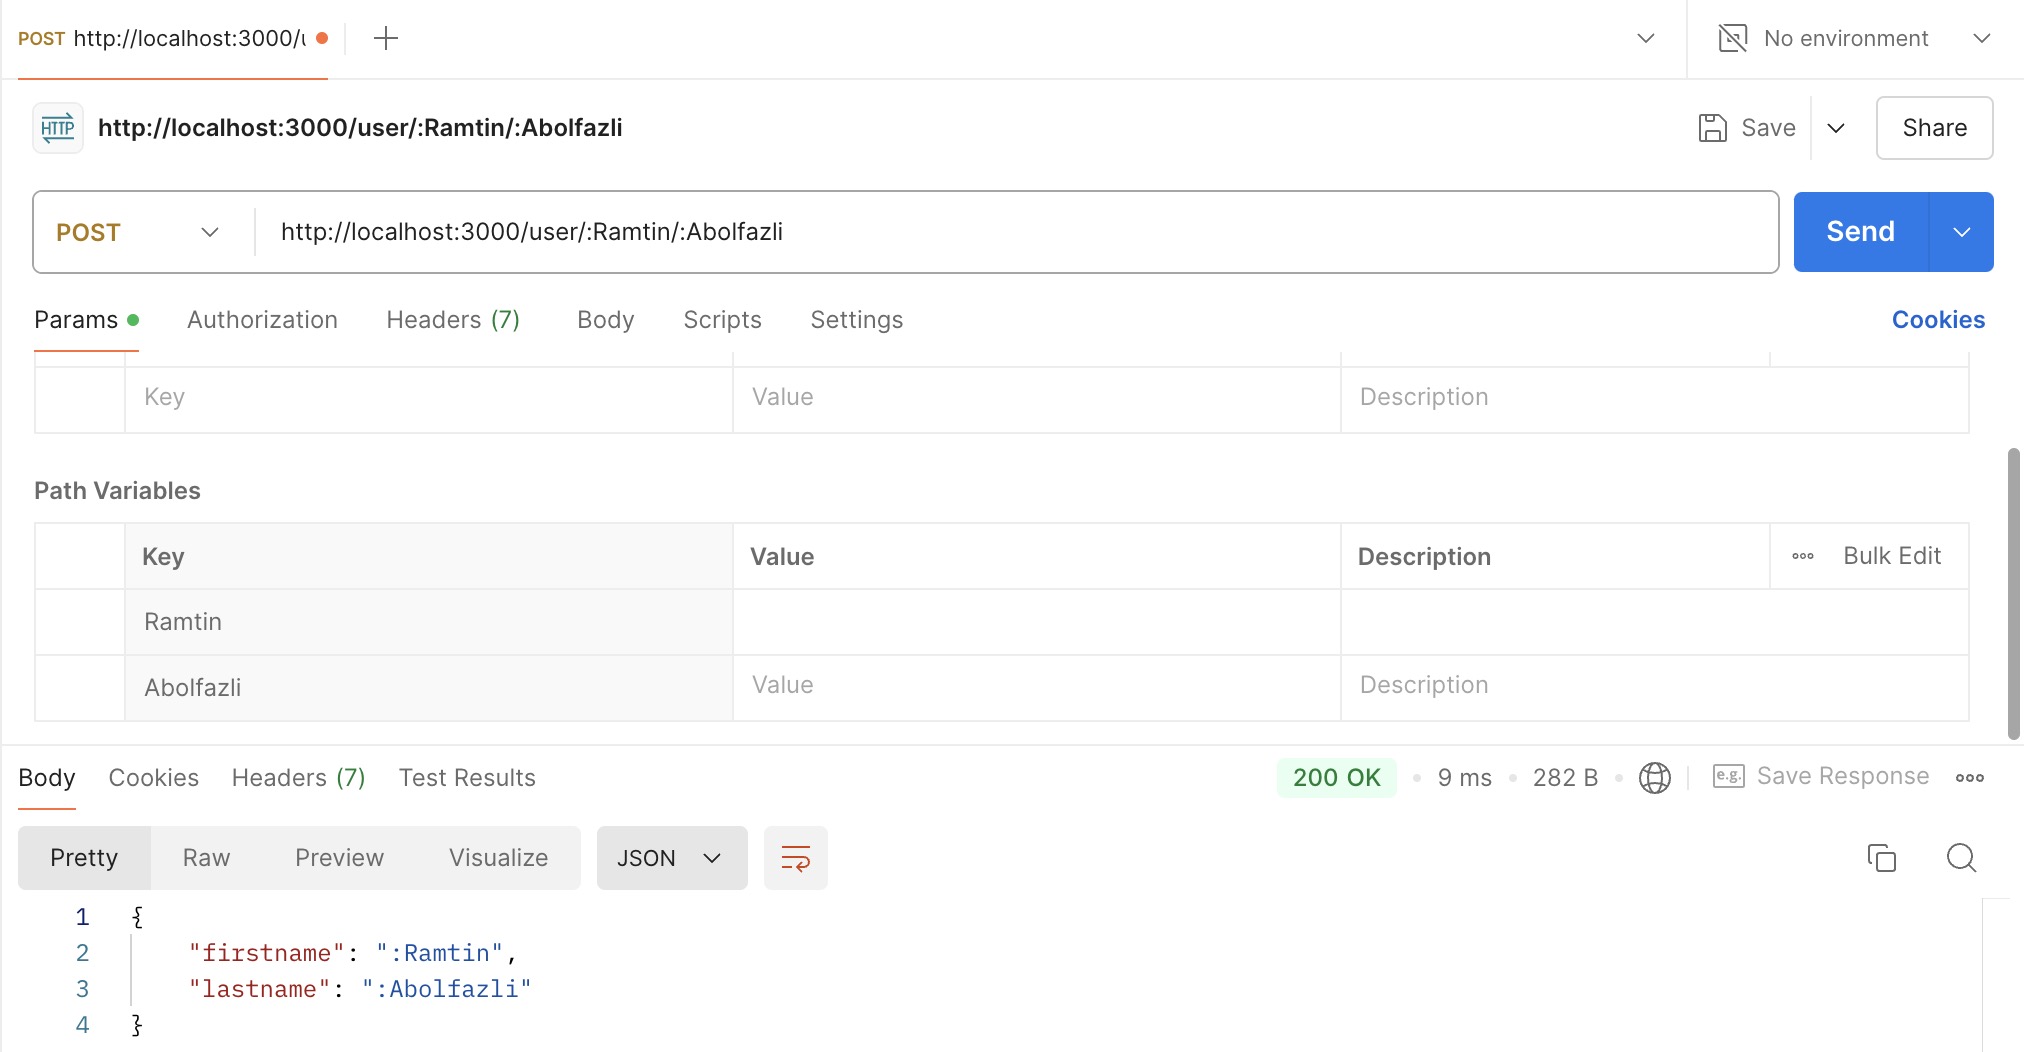 POST http://localhost:3000/u
No environment
HTTP http://localhost:3000/user/:Ramtin/:Abolfazli
Save
Share
POST http://localhost:3000/user/:Ramtin/:Abolfazli
Send
Params Authorization Headers (7) Body Scripts Settings Cookies
Key Value Description
Path Variables
Key Value Description Bulk Edit
Ramtin
Abolfazli Value Description
Body Cookies Headers (7) Test Results 200 OK 9 ms 282 B e.g. Save Response
Pretty Raw Preview Visualize JSON
1 {
2 "firstname": ":Ramtin",
3 "lastname": ":Abolfazli"
4 }